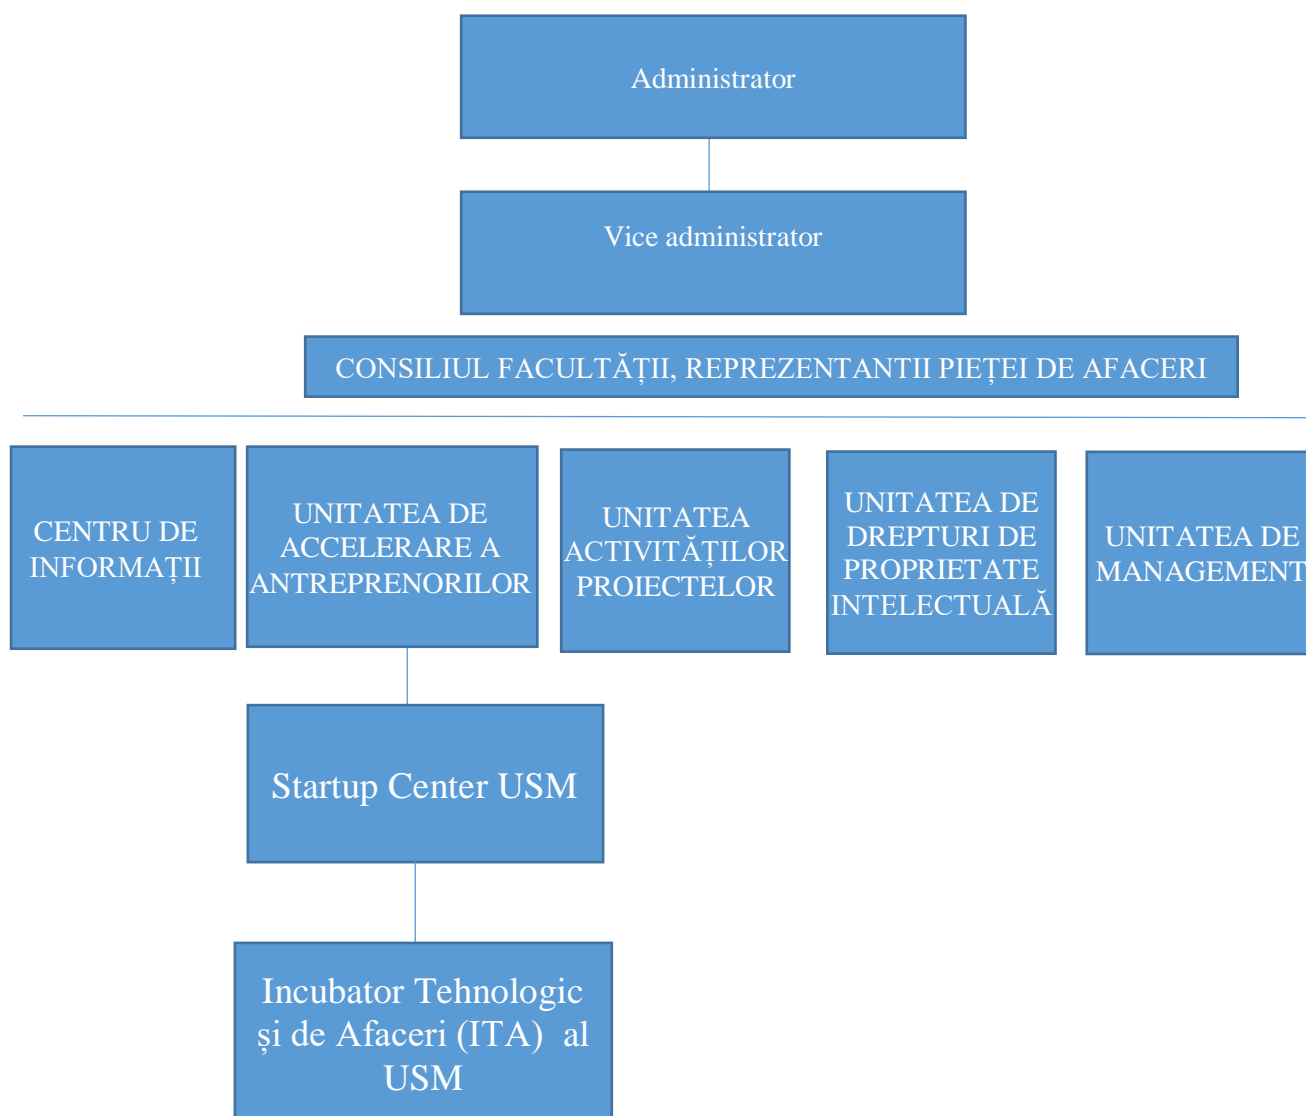 Administrator
Vice administrator
CONSILIUL FACULTĂȚII, REPREZENTANTII PIEȚEI DE AFACERI
CENTRU DE
INFORMAȚII
UNITATEA DE
ACCELERARE A
ANTREPRENORILOR
UNITATEA
ACTIVITĂȚILOR
PROIECTELOR
UNITATEA DE
DREPTURI DE
PROPRIETATE
INTELECTUALĂ
UNITATEA DE
MANAGEMENT
Startup Center USM
Incubator Tehnologic
și de Afaceri (ITA) al
USM